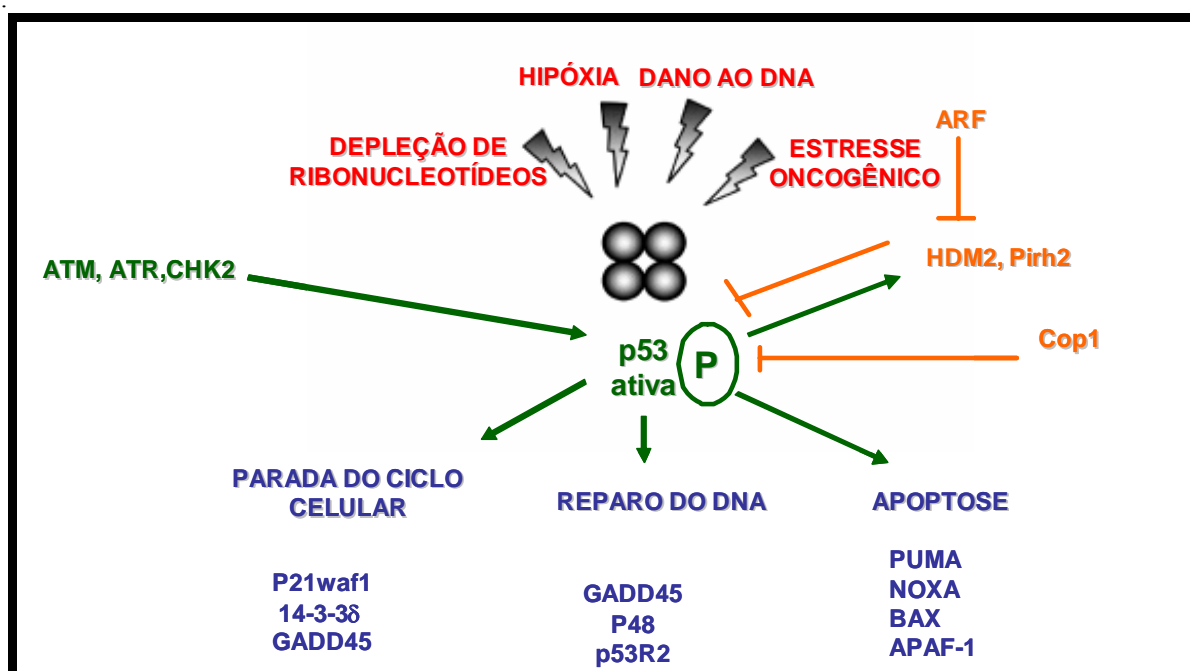 .
HIPÓXIA
DANO AO DNA
DEPLEÇÃO DE
RIBONUCLEOTÍDEOS
ESTRESSE
ONCOGÊNICO
ARF
ATM, ATR,CHK2
HDM2, Pirh2
Cop1
p53
ativa
P
PARADA DO CICLO
CELULAR
REPARO DO DNA
APOPTOSE
P21waf1
14-3-3δ
GADD45
GADD45
P48
p53R2
PUMA
NOXA
BAX
APAF-1